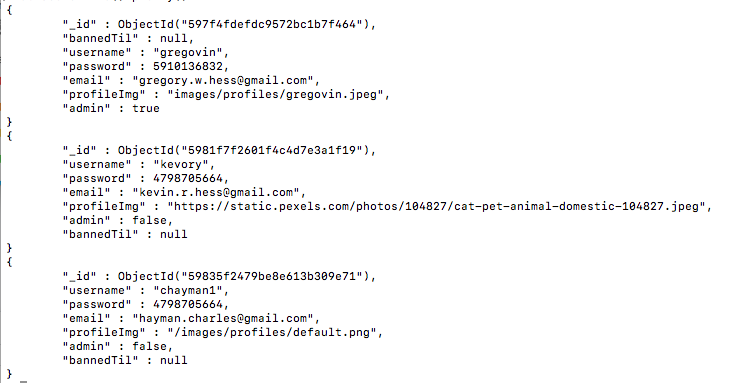 {
"_id" : ObjectId("597f4fdefdc9572bc1b7f464"),
"bannedTil" : null,
"username" : "gregovin",
"password" : 5910136832,
"email" : "gregory.w.hess@gmail.com",
"profileImg" : "images/profiles/gregovin.jpeg",
"admin" : true
}
{
"_id" : ObjectId("5981f7f2601f4c4d7e3a1f19"),
"username" : "kevory",
"password" : 4798705664,
"email" : "kevin.r.hess@gmail.com",
"profileImg" : "https://static.pexels.com/photos/104827/cat-pet-animal-domestic-104827.jpeg",
"admin" : false,
"bannedTil" : null
}
{
"_id" : ObjectId("59835f2479be8e613b309e71"),
"username" : "chayman1",
"password" : 4798705664,
"email" : "hayman.charles@gmail.com",
"profileImg" : "/images/profiles/default.png",
"admin" : false,
"bannedTil" : null
}